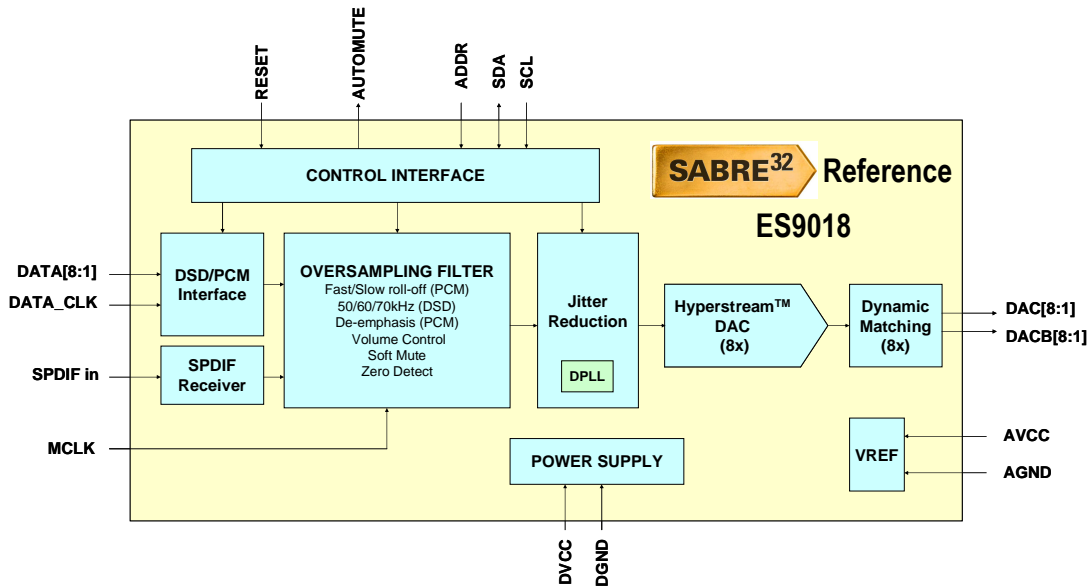 RESET
AUTOMUTE
ADDR
SDA
SCL
CONTROL INTERFACE
SABRE32 Reference
ES9018
DATA[8:1]
DATA_CLK
DSD/PCM
Interface
OVERSAMPLING FILTER
Fast/Slow roll-off (PCM)
50/60/70kHz (DSD)
De-emphasis (PCM)
Volume Control
Soft Mute
Zero Detect
Jitter
Reduction
DPLL
Hyperstream™
DAC
(8x)
Dynamic
Matching
(8x)
DAC[8:1]
DACB[8:1]
SPDIF in
SPDIF
Receiver
MCLK
POWER SUPPLY
VREF
AVCC
AGND
DVCC
DGND